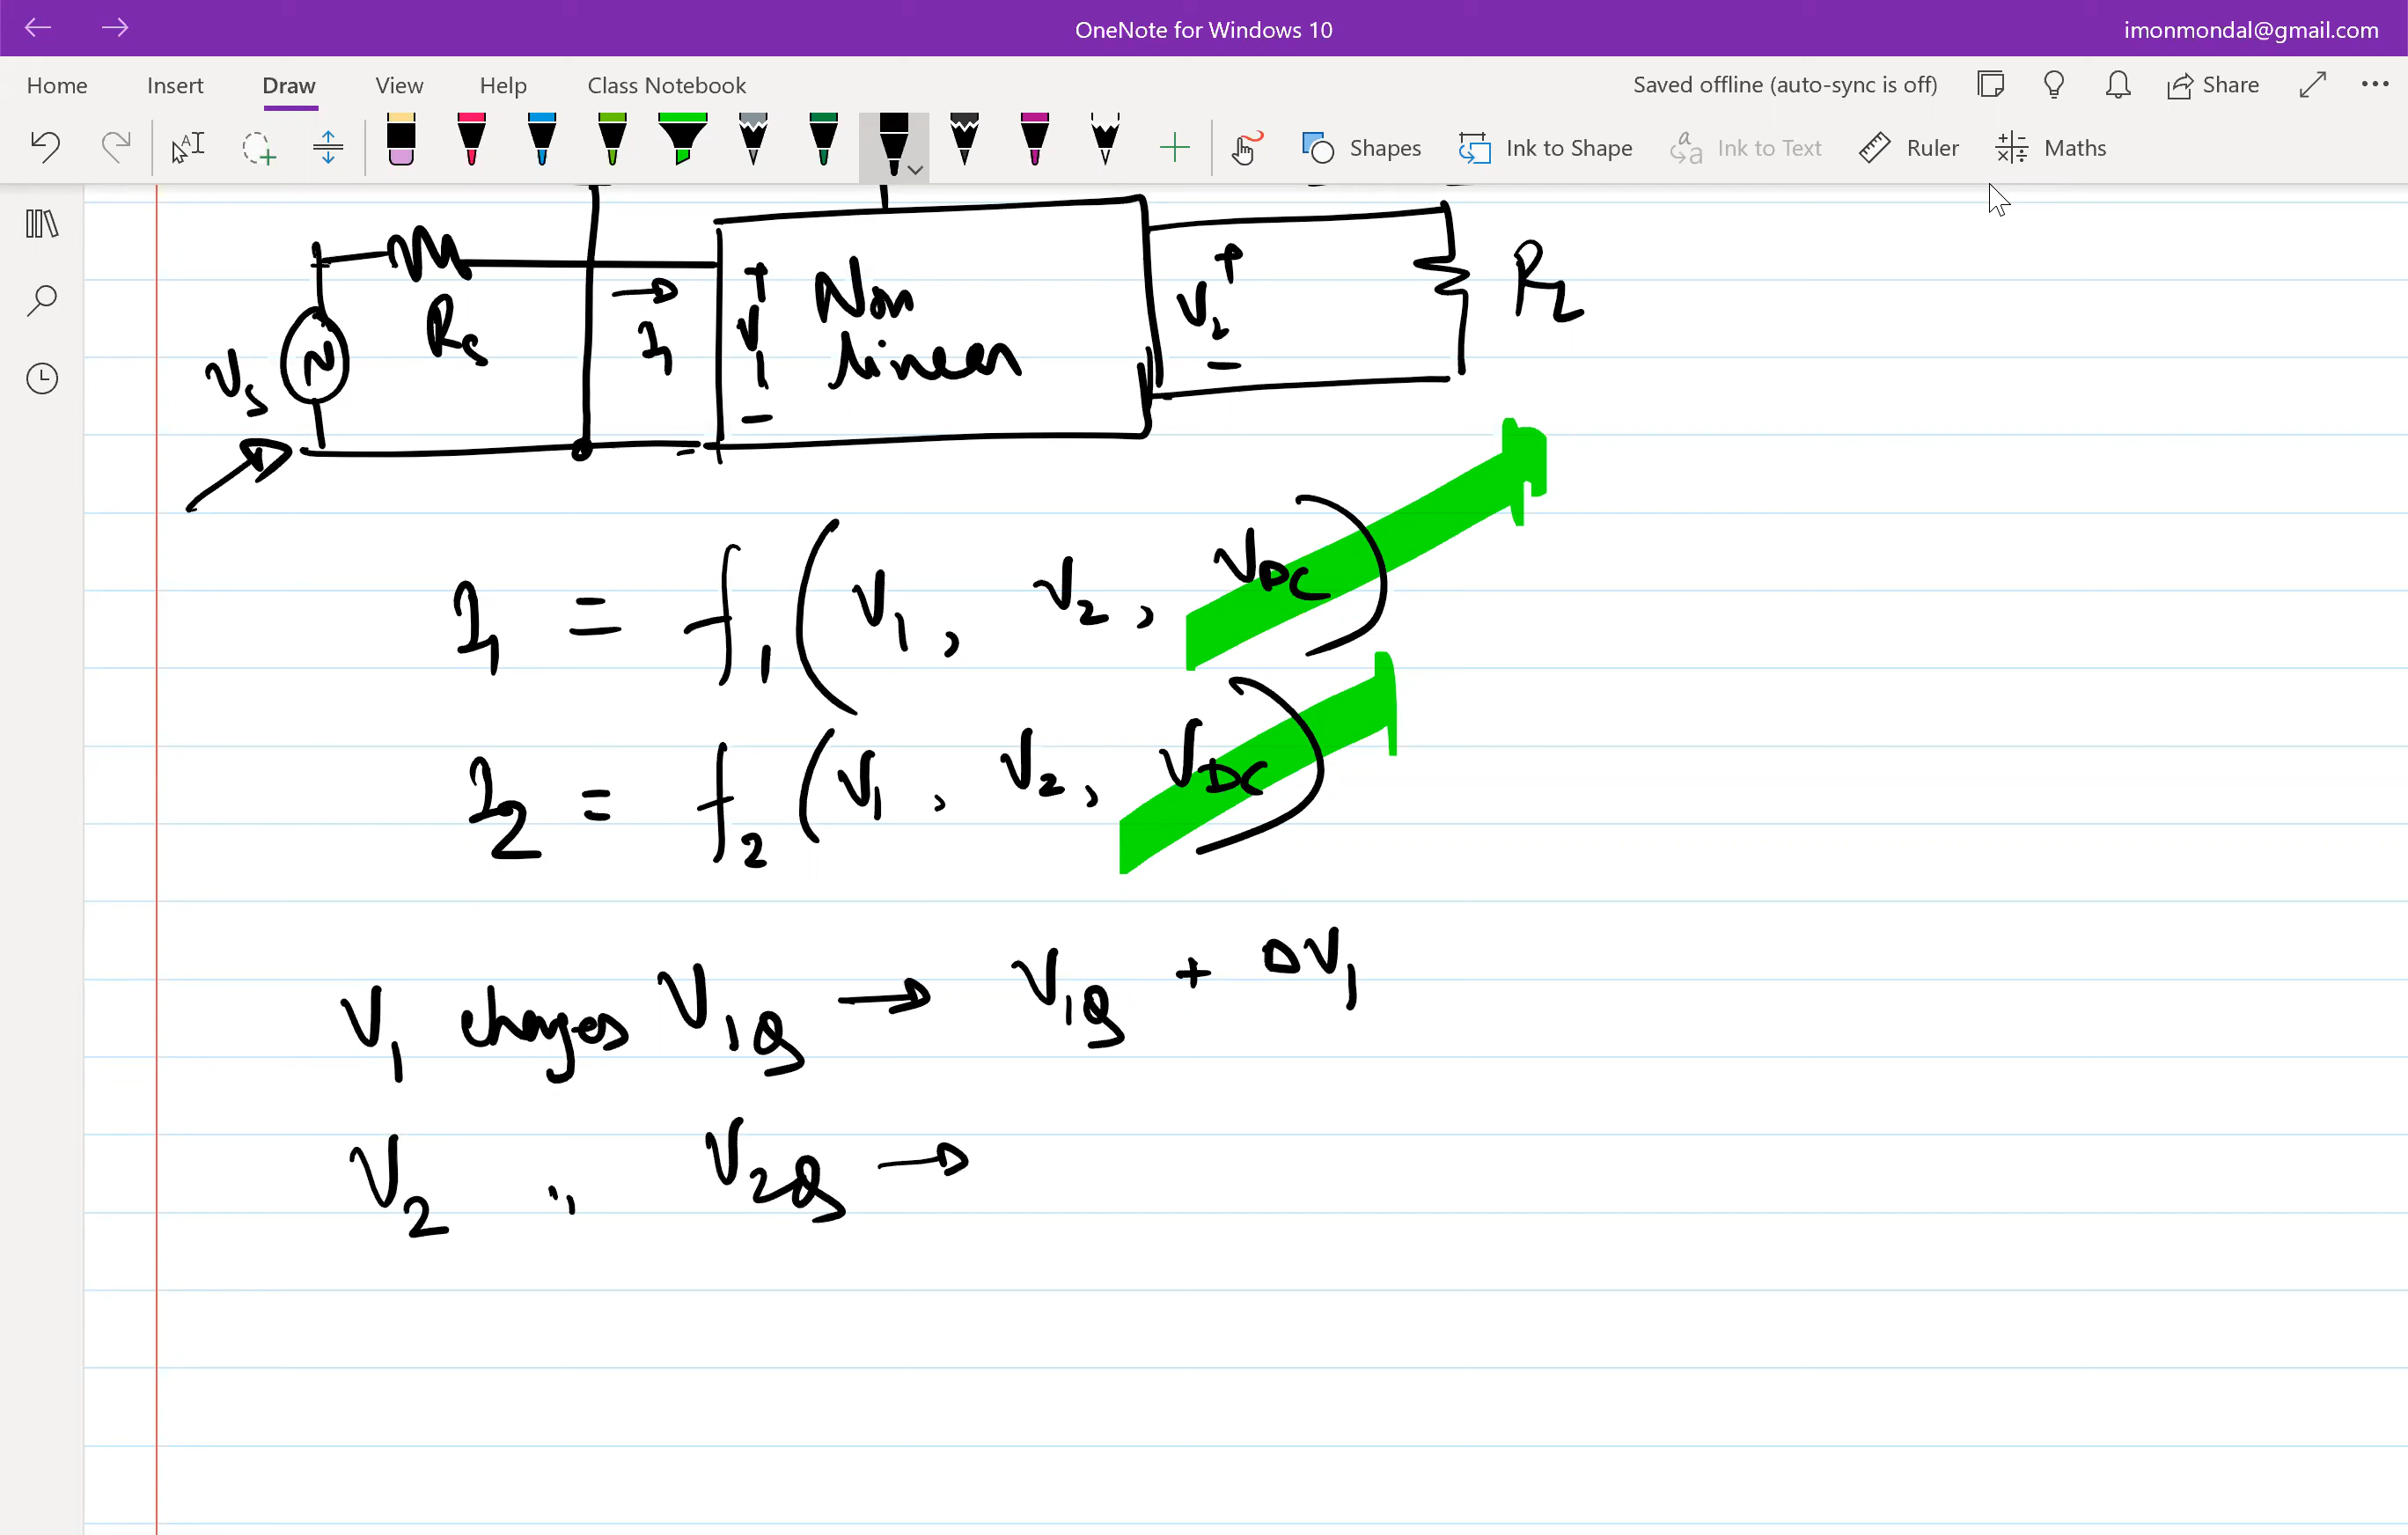 OneNote for Windows 10
imonmondal@gmail.com
Home Insert Draw View Help Class Notebook
Saved offline (auto-sync is off) Share
Shapes Ink to Shape Ink to Text Ruler Maths
Vs
Rs
I1
+ V1 -
Non
linear
+ V2 -
RL
I1 = f1 (V1, V2, VDC)
I2 = f2 (V1, V2, VDC)
V1 changes V1Q → V1Q + ΔV1
V2 " V2Q →